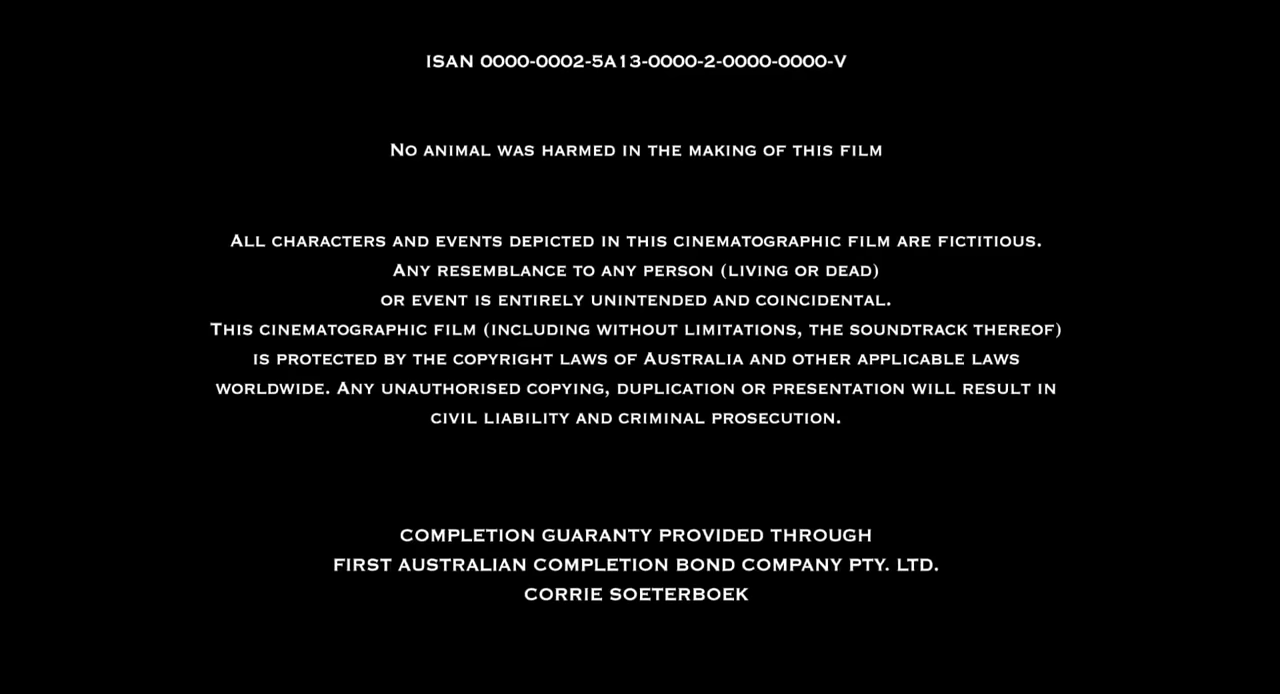 ISAN 0000-0002-5A13-0000-2-0000-0000-V
No animal was harmed in the making of this film
All characters and events depicted in this cinematographic film are fictitious.
Any resemblance to any person (living or dead)
or event is entirely unintended and coincidental.
This cinematographic film (including without limitations, the soundtrack thereof)
is protected by the copyright laws of Australia and other applicable laws
worldwide. Any unauthorised copying, duplication or presentation will result in
civil liability and criminal prosecution.
COMPLETION GUARANTY PROVIDED THROUGH
FIRST AUSTRALIAN COMPLETION BOND COMPANY PTY. LTD.
CORRIE SOETERBOEK